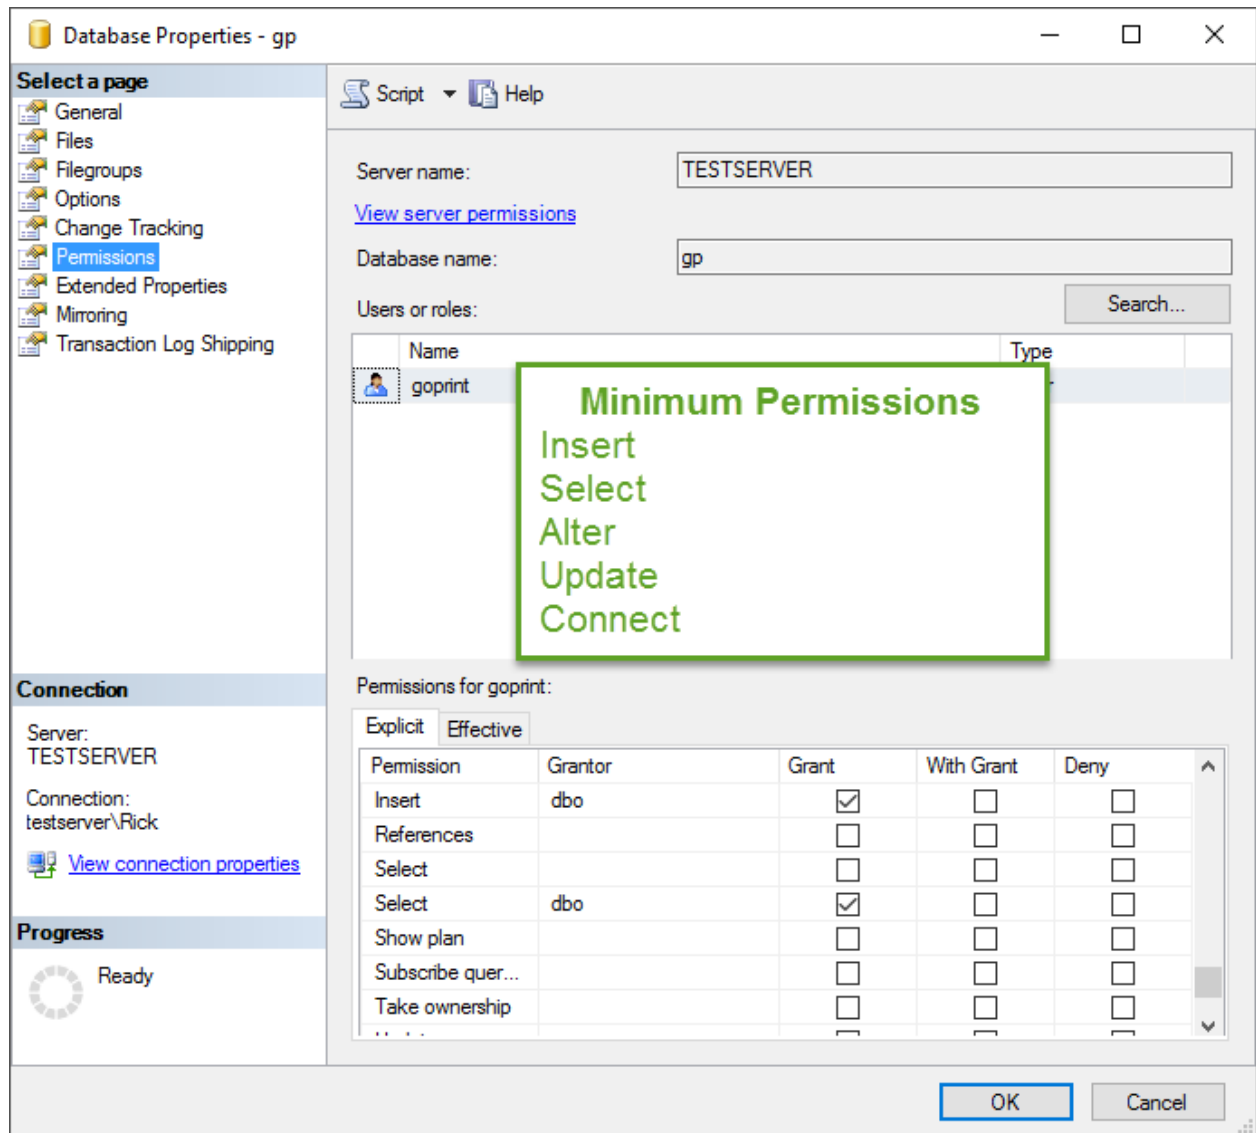 Database Properties - gp
Select a page
General
Files
Filegroups
Options
Change Tracking
Permissions
Extended Properties
Mirroring
Transaction Log Shipping
Connection
Server:
TESTSERVER
Connection:
testserver\Rick
View connection properties
Progress
Ready
Script Help
Server name: TESTSERVER
View server permissions
Database name: gp
Users or roles: Search...
Name Type
goprint
Minimum Permissions
Insert
Select
Alter
Update
Connect
Permissions for goprint:
Explicit Effective
Permission Grantor Grant With Grant Deny
Insert dbo
References
Select
Select dbo
Show plan
Subscribe quer...
Take ownership
OK Cancel